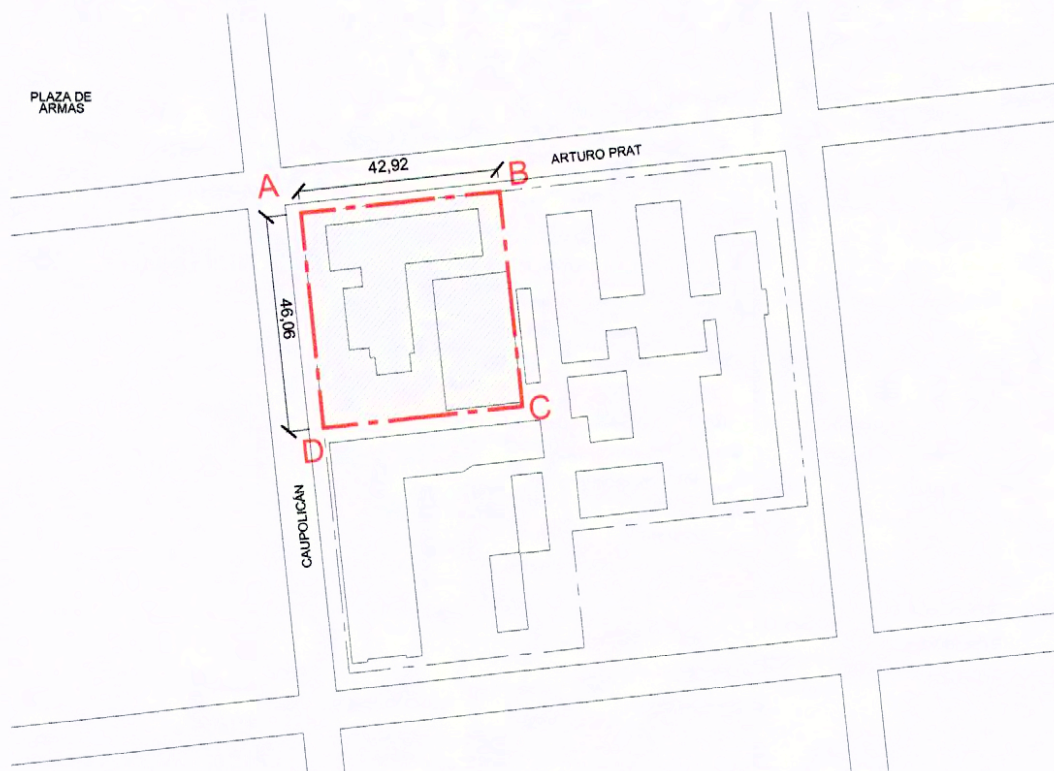 PLAZA DE
ARMAS
42,92
ARTURO PRAT
A
B
46,06
C
D
CAUPOLICÁN